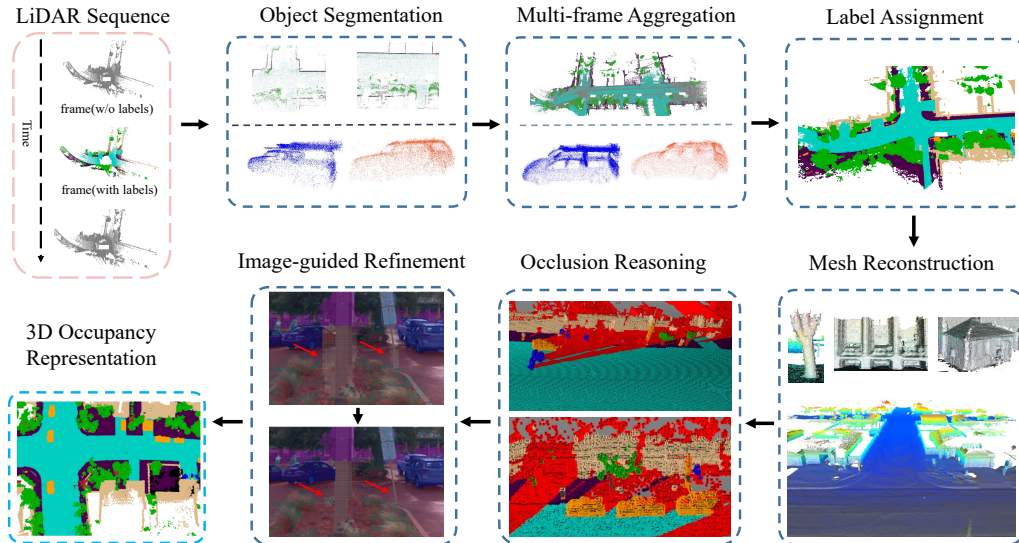 LiDAR Sequence
Object Segmentation
Multi-frame Aggregation
Label Assignment
frame(w/o labels)
Time
frame(with labels)
Image-guided Refinement
Occlusion Reasoning
Mesh Reconstruction
3D Occupancy
Representation